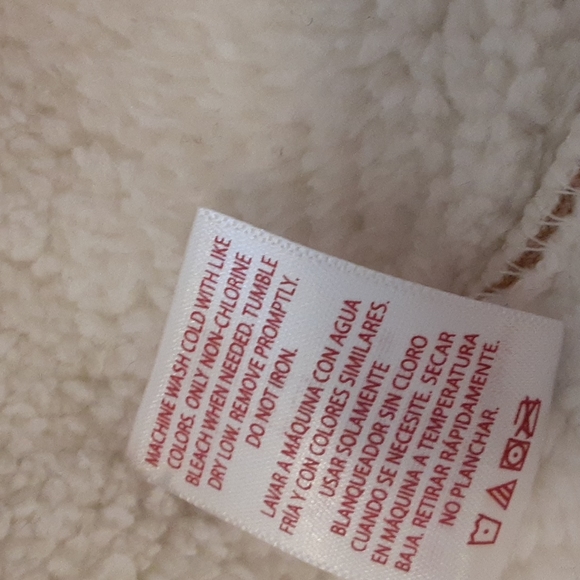 MACHINE WASH COLD WITH LIKE
COLORS. ONLY NON-CHLORINE
BLEACH WHEN NEEDED. TUMBLE
DRY LOW. REMOVE PROMPTLY.
DO NOT IRON.
LAVAR A MÁQUINA CON AGUA
FRIA Y CON COLORES SIMILARES.
USAR SOLAMENTE
BLANQUEADOR SIN CLORO
CUANDO SE NECESITE. SECAR
EN MÁQUINA A TEMPERATURA
BAJA. RETIRAR RÁPIDAMENTE.
NO PLANCHAR.